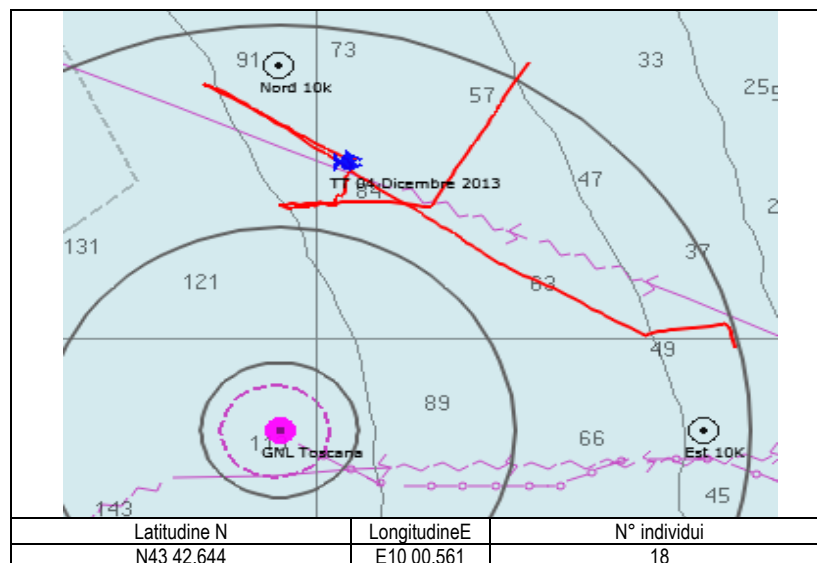 73
91
33
Nord 10k
57
25
TT 04 Dicembre 2013
84
47
2
131
37
121
63
49
89
GNL Toscana
66
Est 10K
45
143
Latitudine N LongitudineE N° individui
N43 42.644 E10 00.561 18